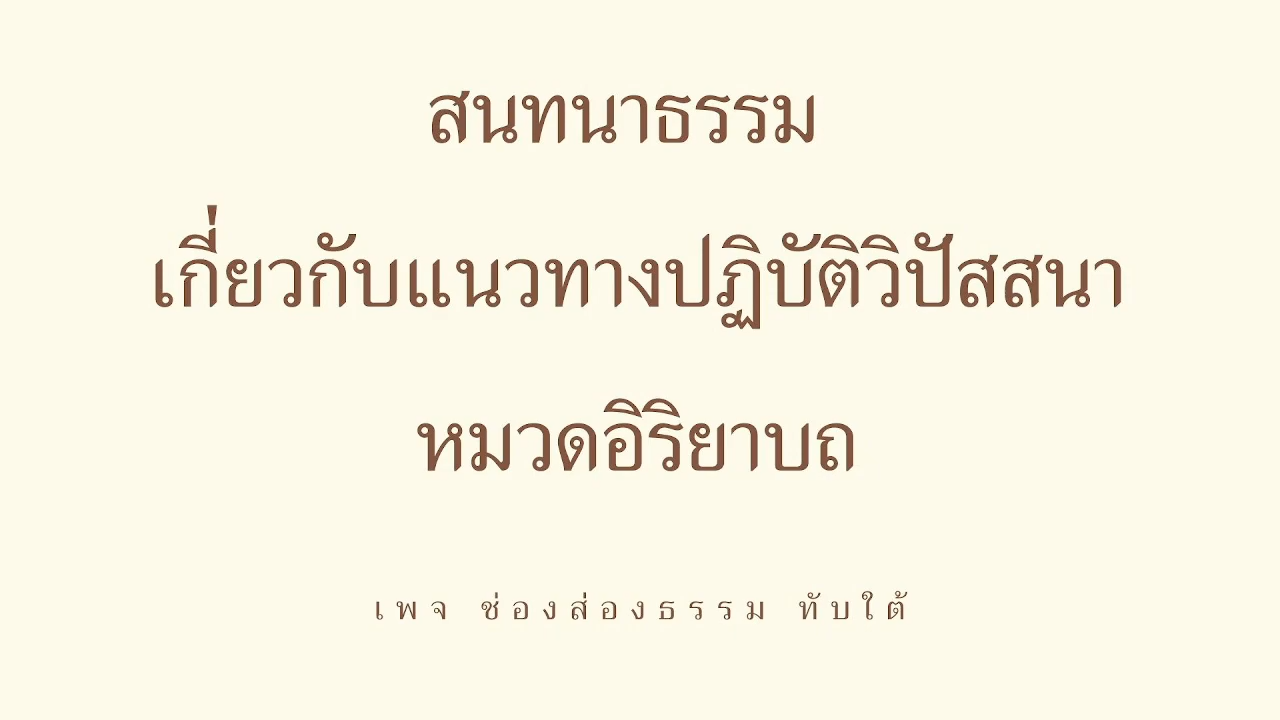 สนทนาธรรม
เกี่ยวกับแนวทางปฏิบัติวิปัสสนา
หมวดอิริยาบถ
เพจ ช่องส่องธรรม ทับใต้